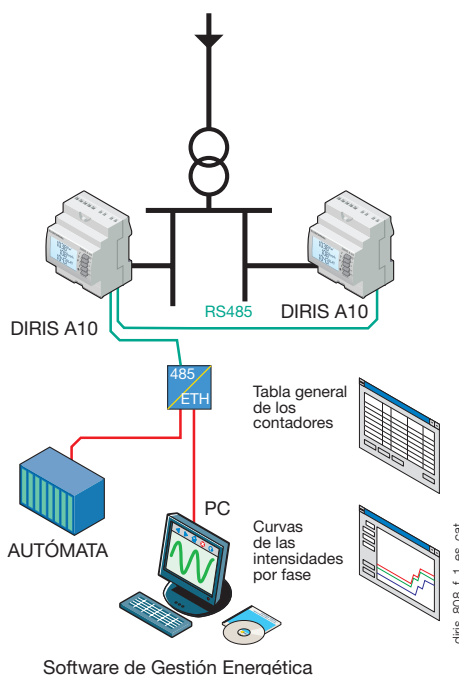 RS485
DIRIS A10
DIRIS A10
485
ETH
Tabla general
de los
contadores
PC
AUTÓMATA
Curvas
de las
intensidades
por fase
diris_808_f_1_es_cat
Software de Gestión Energética